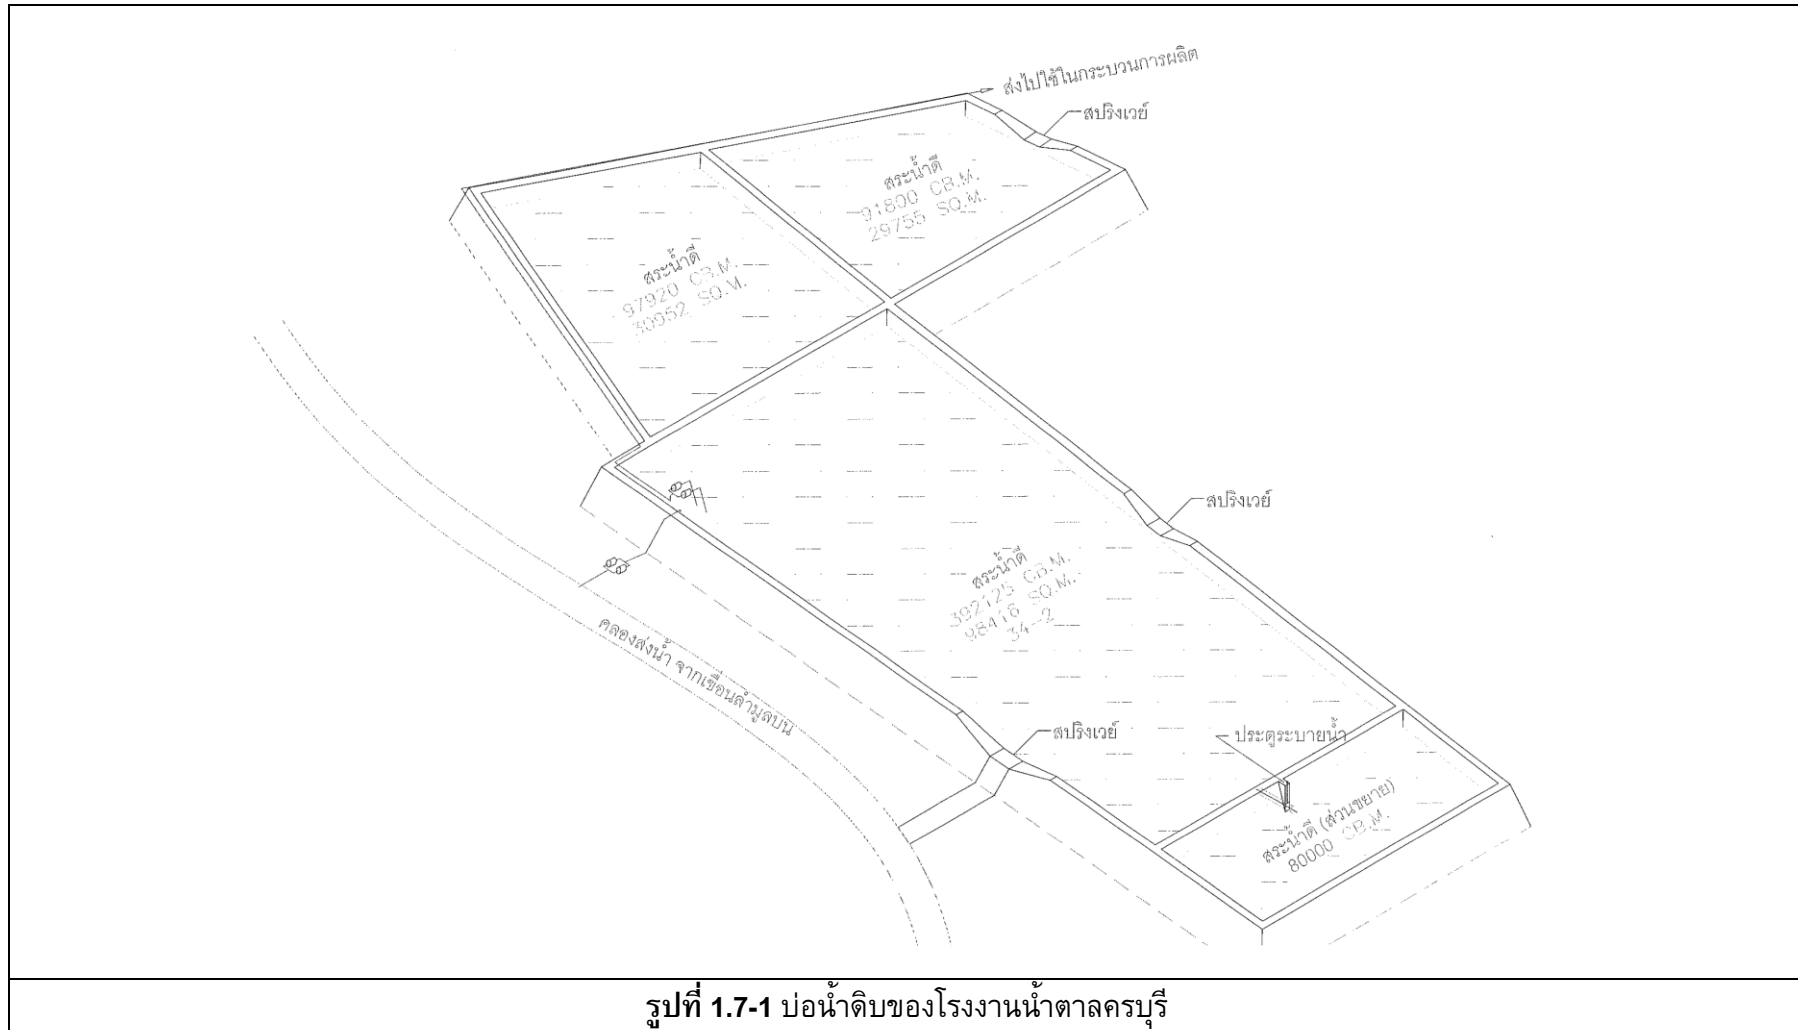 ส่งไปใช้ในกระบวนการผลิต
สปริงเวย์
สระน้ำดี
91800 CB.M.
29755 SQ.M.
สระน้ำดี
97920 CB.M.
30952 SQ.M.
สปริงเวย์
สระน้ำดี
392125 CB.M.
98416 SQ.M.
34-2
คลองส่งน้ำ จากเขื่อนลำมูลบน
สปริงเวย์
ประตูระบายน้ำ
สระน้ำดี (ส่วนขยาย)
80000 CB.M.
รูปที่ 1.7-1 บ่อน้ำดิบของโรงงานน้ำตาลครบุรี